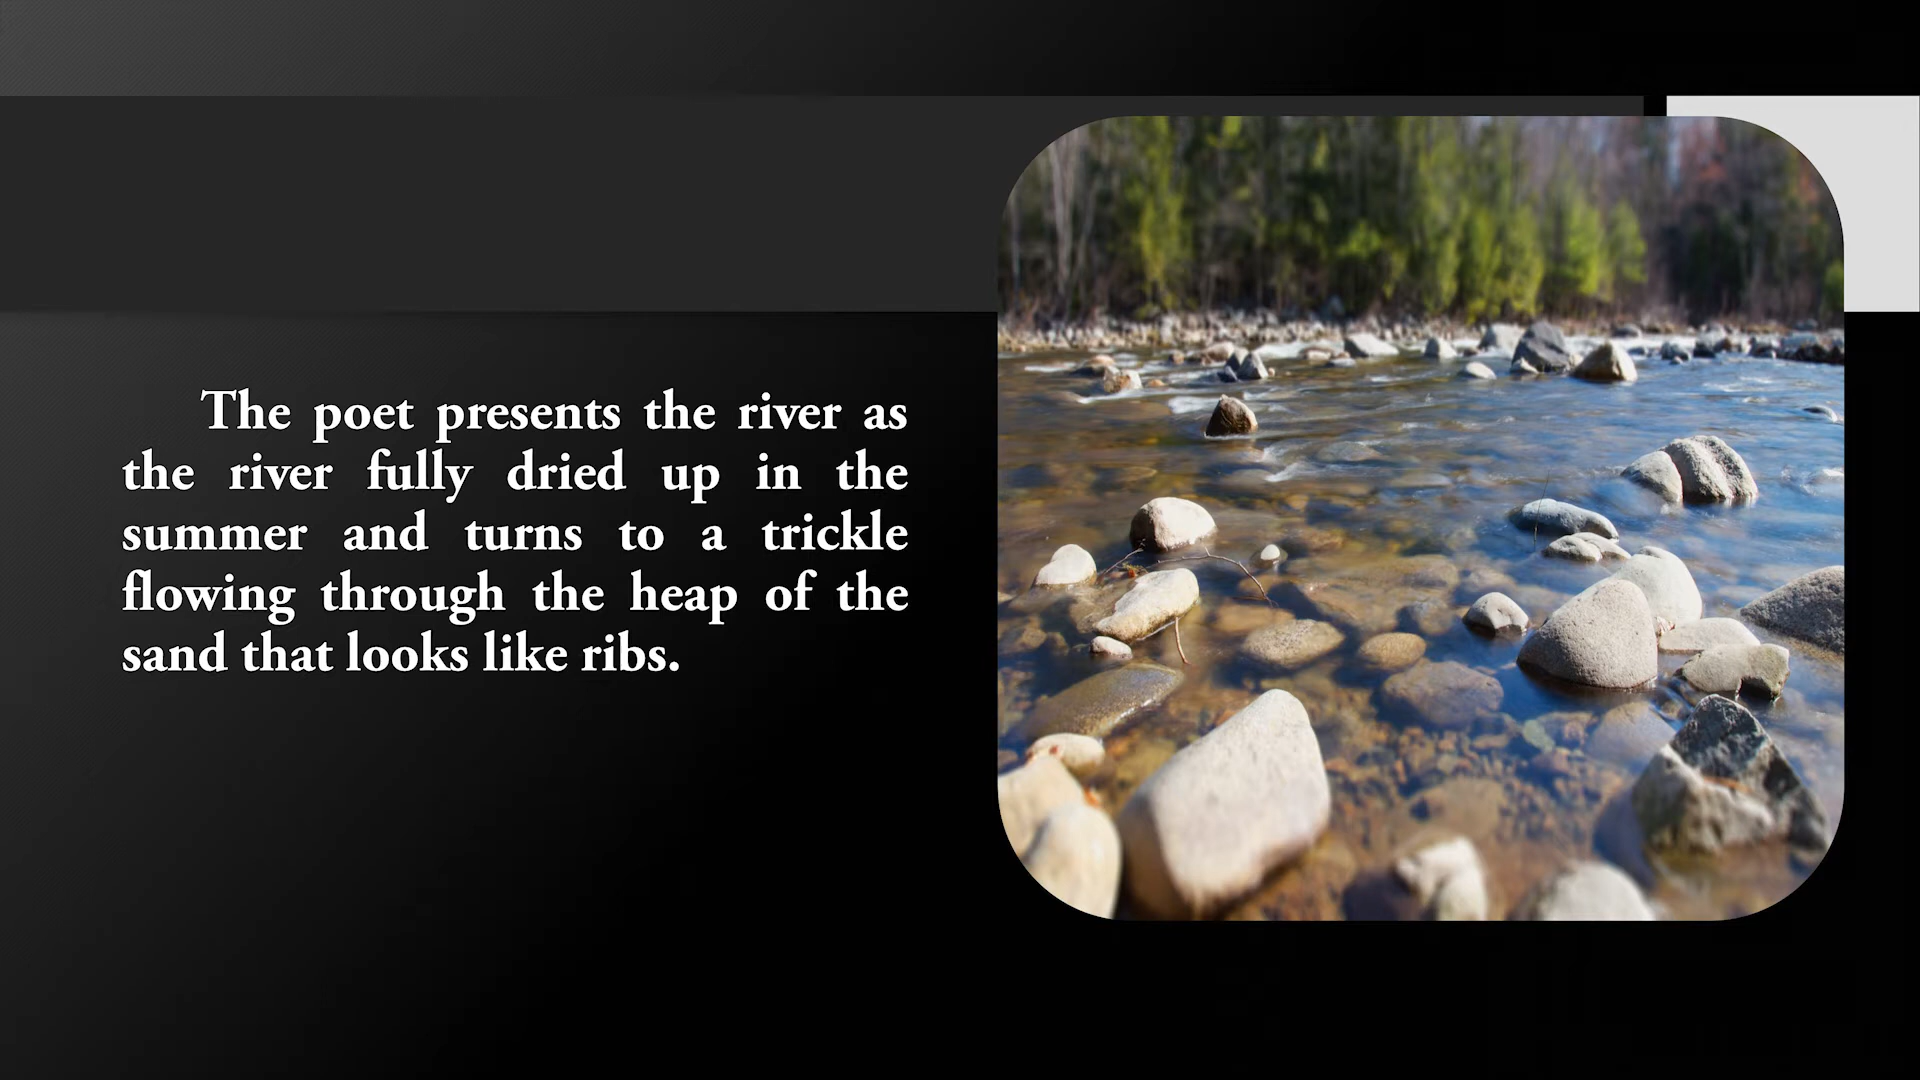 The poet presents the river as
the river fully dried up in the
summer and turns to a trickle
flowing through the heap of the
sand that looks like ribs.